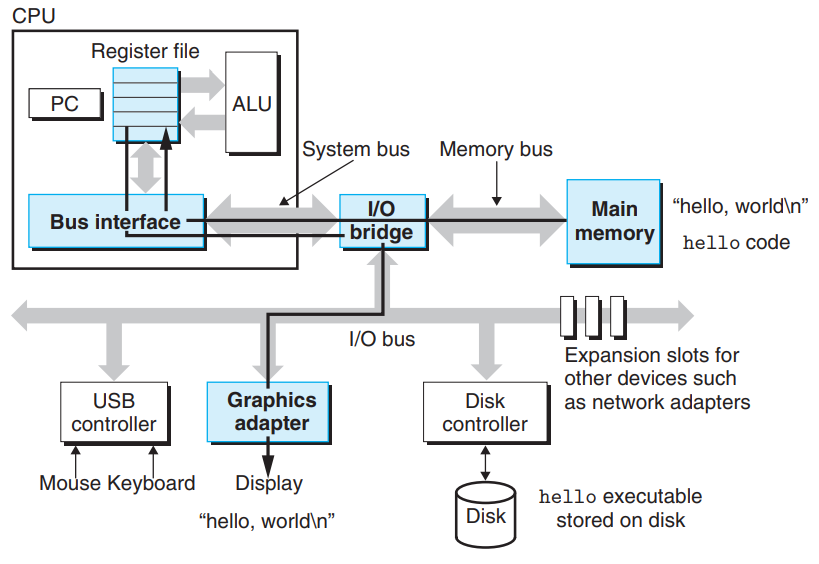 CPU
Register file
PC
ALU
System bus
Memory bus
Bus interface
I/O
bridge
Main
memory
“hello, world\n”
hello code
I/O bus
Expansion slots for
other devices such
as network adapters
USB
controller
Graphics
adapter
Disk
controller
Mouse Keyboard
Display
“hello, world\n”
Disk
hello executable
stored on disk